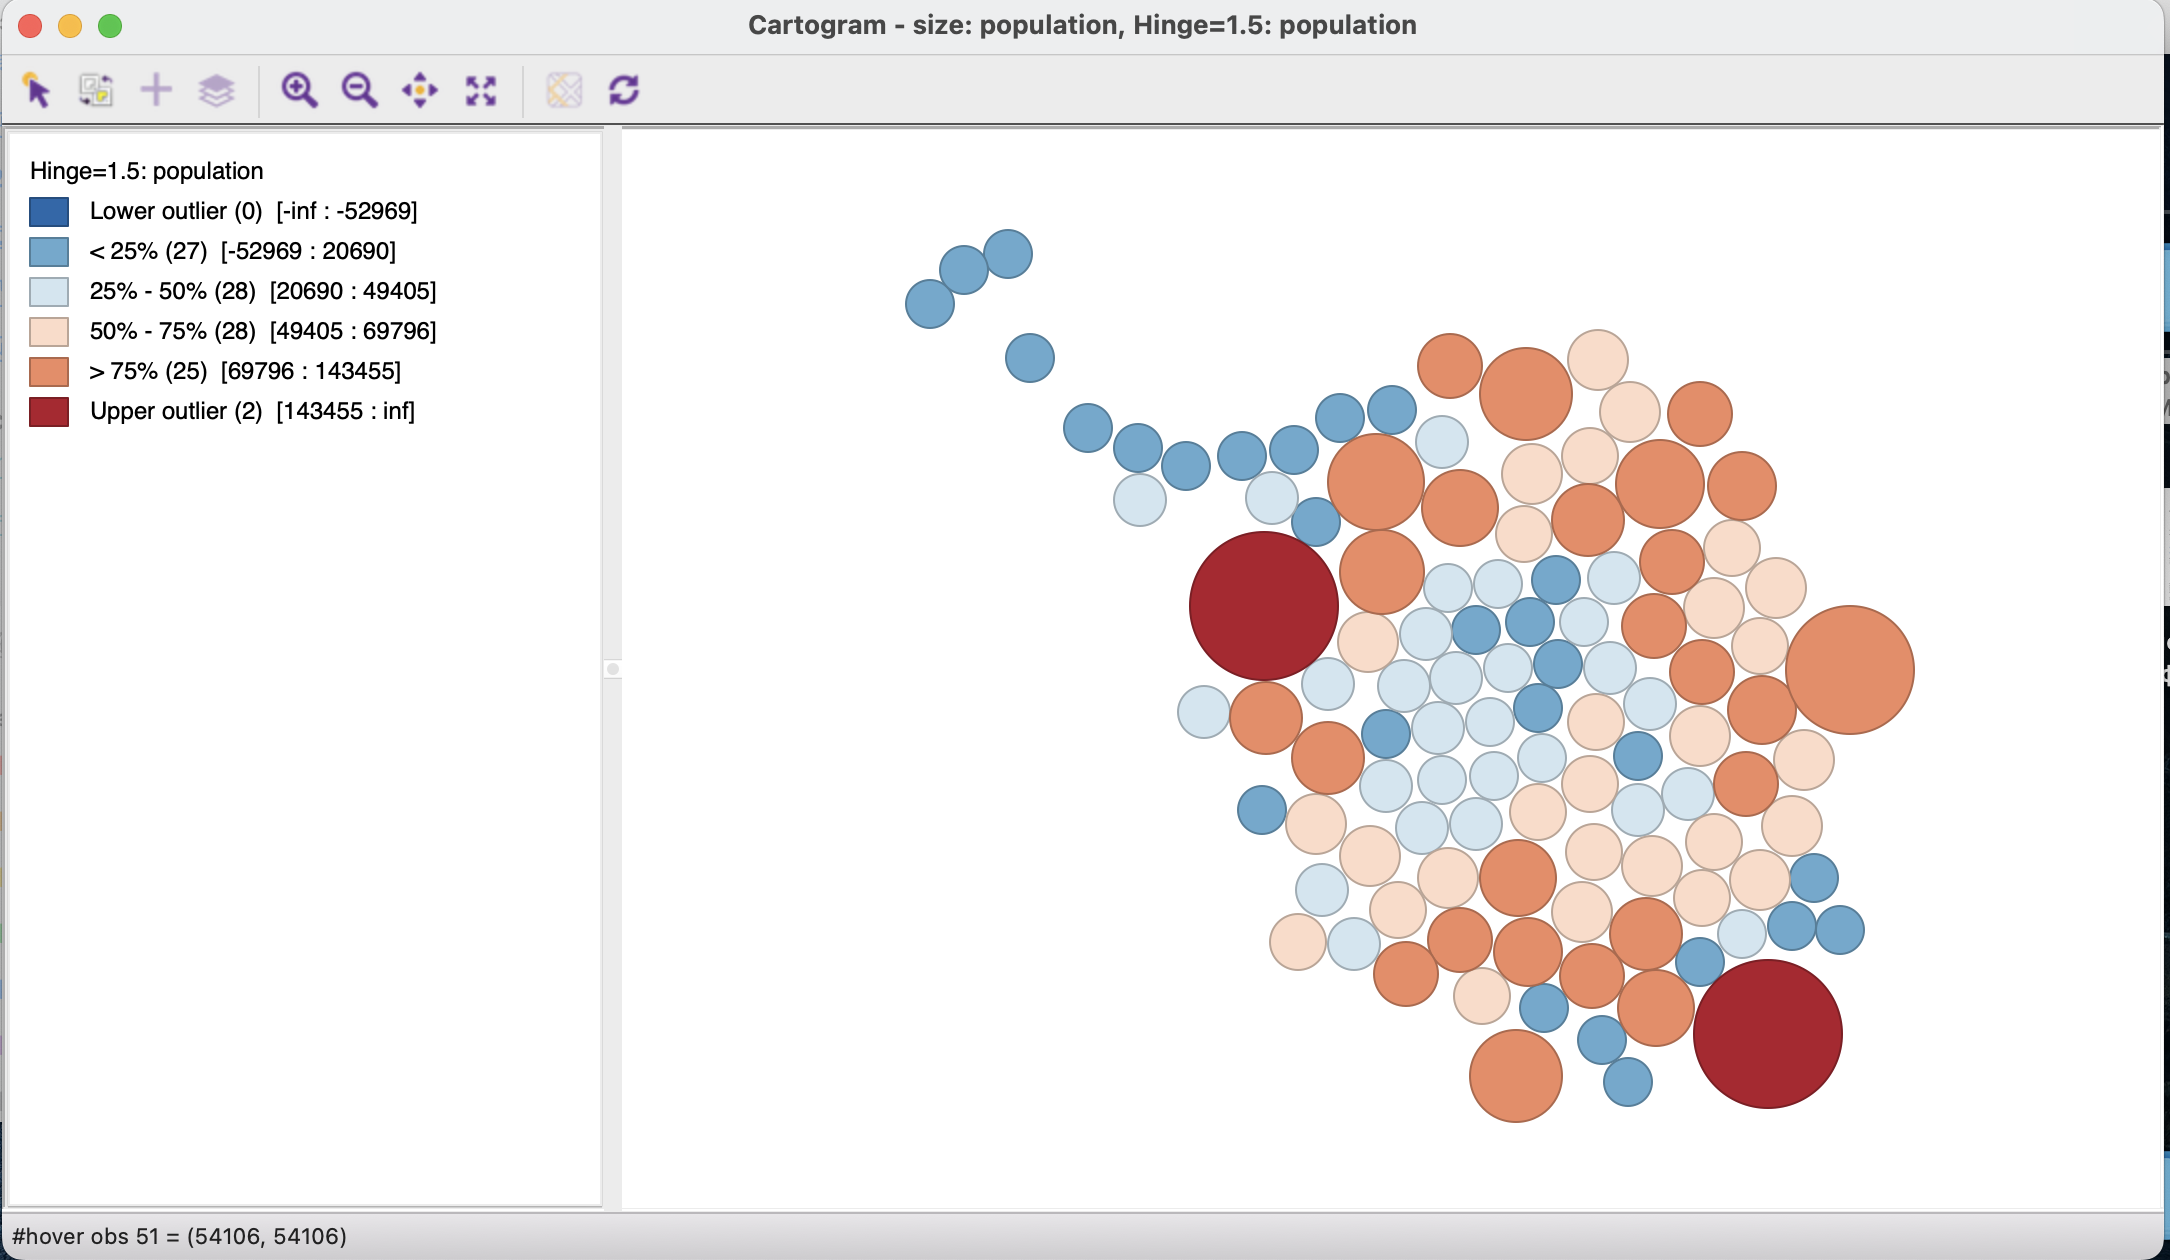 Cartogram - size: population, Hinge=1.5: population
Hinge=1.5: population
Lower outlier (0)  [-inf : -52969]
< 25% (27)  [-52969 : 20690]
25% - 50% (28)  [20690 : 49405]
50% - 75% (28)  [49405 : 69796]
> 75% (25)  [69796 : 143455]
Upper outlier (2)  [143455 : inf]
#hover obs 51 = (54106, 54106)